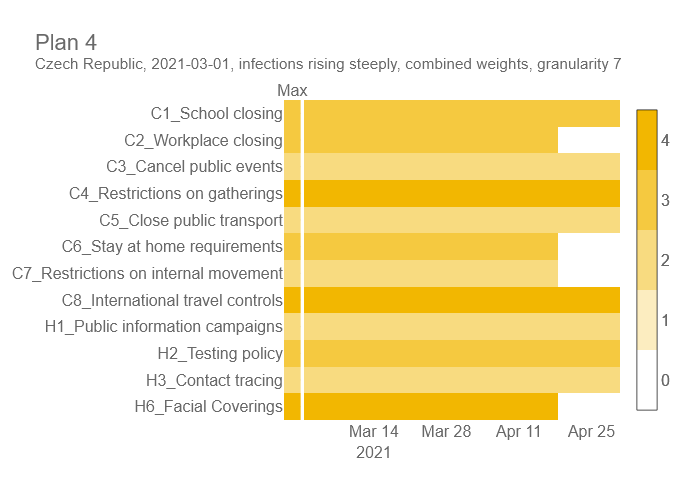 Plan 4
Czech Republic, 2021-03-01, infections rising steeply, combined weights, granularity 7
Max
C1_School closing
C2_Workplace closing
C3_Cancel public events
C4_Restrictions on gatherings
C5_Close public transport
C6_Stay at home requirements
C7_Restrictions on internal movement
C8_International travel controls
H1_Public information campaigns
H2_Testing policy
H3_Contact tracing
H6_Facial Coverings
Mar 14 Mar 28 Apr 11 Apr 25
2021
4
3
2
1
0